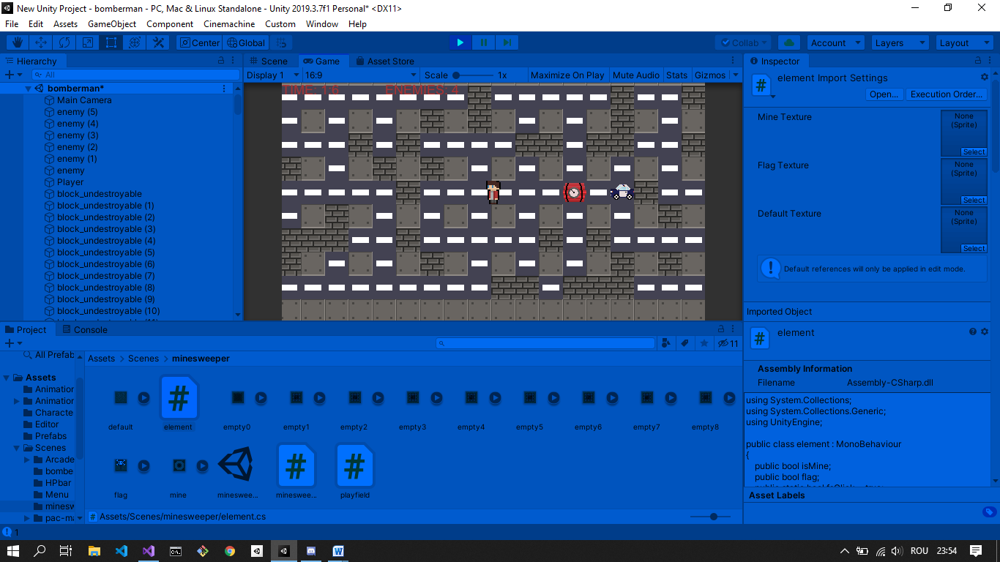 New Unity Project - bomberman - PC, Mac & Linux Standalone - Unity 2019.3.7f1 Personal* <DX11>
File Edit Assets GameObject Component Cinemachine Custom Window Help
Center Global Collab Account Layers Layout
Hierarchy
All
bomberman*
Main Camera
enemy (5)
enemy (4)
enemy (3)
enemy (2)
enemy (1)
enemy
Player
block_undestroyable
block_undestroyable (1)
block_undestroyable (2)
block_undestroyable (3)
block_undestroyable (4)
block_undestroyable (5)
block_undestroyable (6)
block_undestroyable (7)
block_undestroyable (8)
block_undestroyable (9)
block_undestroyable (10)
Scene Game Asset Store
Display 1 16:9 Scale 1x Maximize On Play Mute Audio Stats Gizmos
TIME: 1:6 ENEMIES: 4
Inspector
element Import Settings
Open... Execution Order...
Mine Texture
None
(Sprite)
Select
Flag Texture
None
(Sprite)
Select
Default Texture
None
(Sprite)
Select
Default references will only be applied in edit mode.
Imported Object
element
Assembly Information
Filename Assembly-CSharp.dll
using System.Collections;
using System.Collections.Generic;
using UnityEngine;
public class element : MonoBehaviour
{
public bool isMine;
public bool flag;
Asset Labels
Project Console
11
All Prefab
Assets
Animation
Animation
Characte
Editor
Prefabs
Scenes
Arcade
bombe
HPbar
Menu
minesw
pac-ma
Assets > Scenes > minesweeper
default element empty0 empty1 empty2 empty3 empty4 empty5 empty6 empty7 empty8
flag mine mineswee... mineswee... playfield
Assets/Scenes/minesweeper/element.cs
1
ROU 23:54